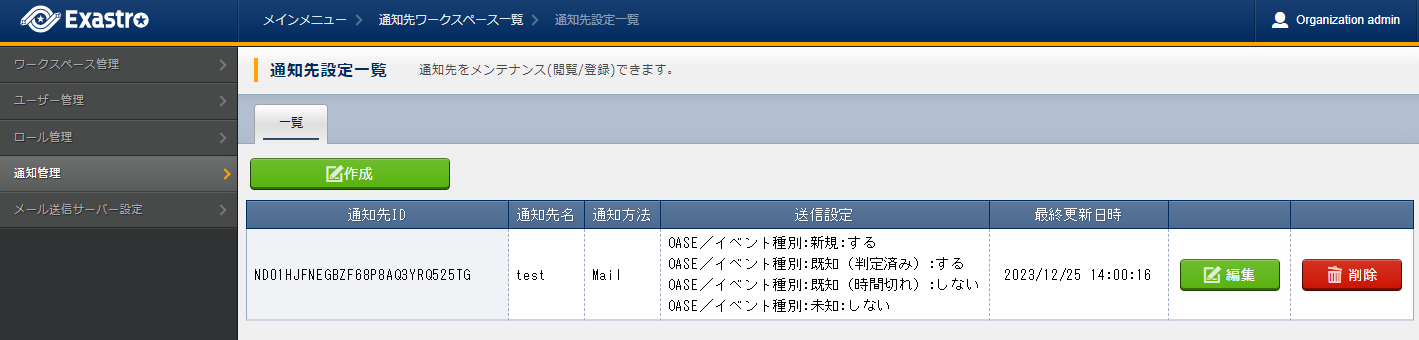 Exastro
メインメニュー
通知先ワークスペース一覧
通知先設定一覧
Organization admin
ワークスペース管理
ユーザー管理
ロール管理
通知管理
メール送信サーバー設定
通知先設定一覧
通知先をメンテナンス(閲覧/登録)できます。
一覧
作成
通知先ID 通知先名 通知方法 送信設定 最終更新日時
ND01HJFNEGBZF68P8AQ3YRQ525TG test Mail
OASE/イベント種別:新規:する
OASE/イベント種別:既知（判定済み）:する
OASE/イベント種別:既知（時間切れ）:しない
OASE/イベント種別:未知:しない
2023/12/25 14:00:16
編集
削除